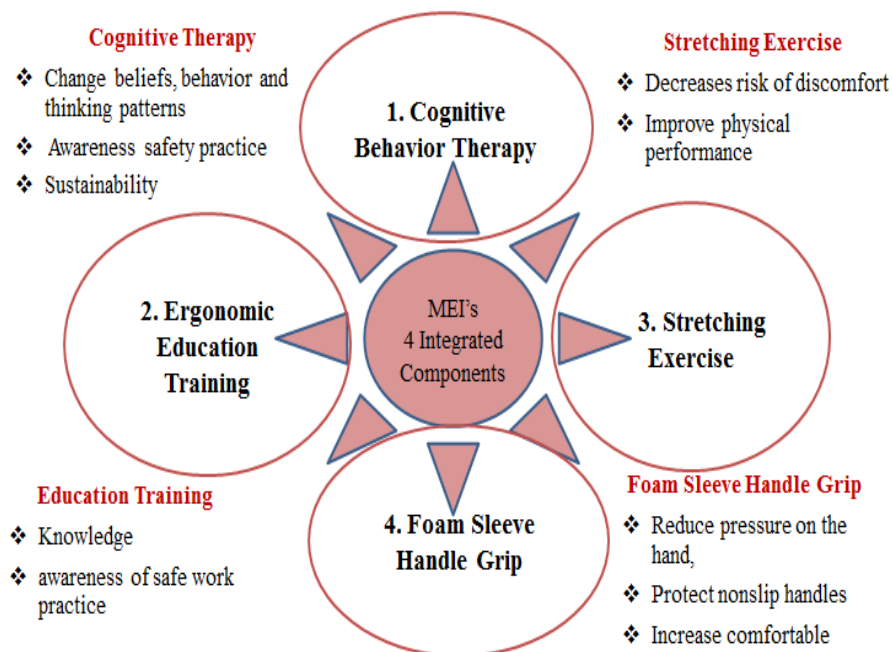 Cognitive Therapy
❖ Change beliefs, behavior and
thinking patterns
❖ Awareness safety practice
❖ Sustainability
Stretching Exercise
❖ Decreases risk of discomfort
❖ Improve physical
performance
1. Cognitive
Behavior Therapy
2. Ergonomic
Education
Training
MEI's
4 Integrated
Components
3. Stretching
Exercise
4. Foam Sleeve
Handle Grip
Education Training
❖ Knowledge
❖ awareness of safe work
practice
Foam Sleeve Handle Grip
❖ Reduce pressure on the
hand,
❖ Protect nonslip handles
❖ Increase comfortable